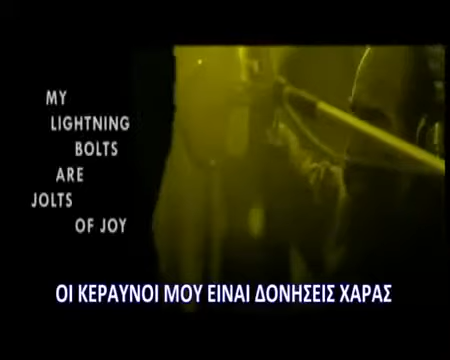 MY
LIGHTNING
BOLTS
ARE
JOLTS
OF JOY
ΟΙ ΚΕΡΑΥΝΟΙ ΜΟΥ ΕΙΝΑΙ ΔΟΝΗΣΕΙΣ ΧΑΡΑΣ